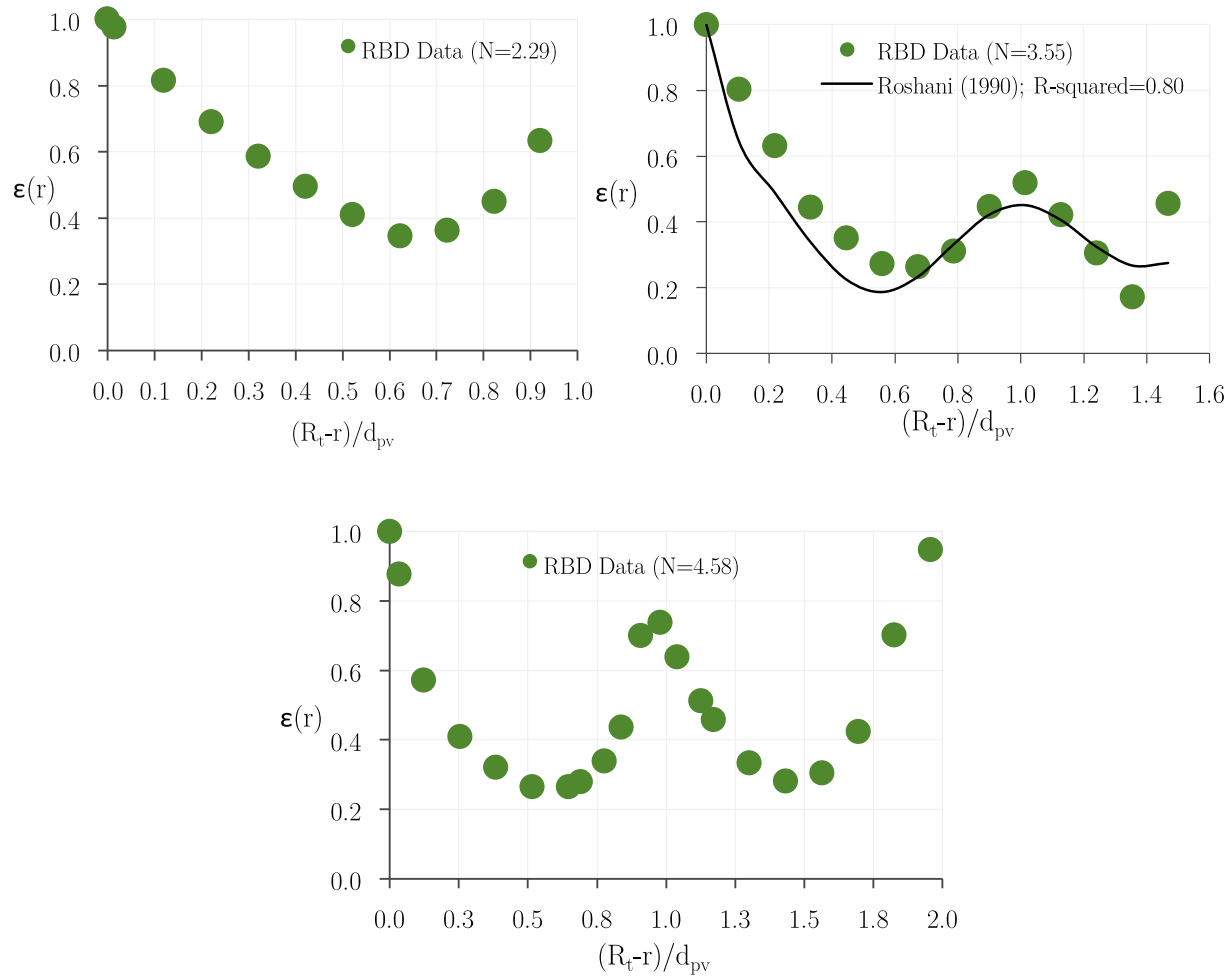 1.0
0.8
0.6
0.4
0.2
0.0
ε(r)
RBD Data (N=2.29)
0.0 0.1 0.2 0.3 0.4 0.5 0.6 0.7 0.8 0.9 1.0
(Rt-r)/dpv
1.0
0.8
0.6
0.4
0.2
0.0
ε(r)
RBD Data (N=3.55)
Roshani (1990); R-squared=0.80
0.0 0.2 0.4 0.6 0.8 1.0 1.2 1.4 1.6
(Rt-r)/dpv
1.0
0.8
0.6
0.4
0.2
0.0
ε(r)
RBD Data (N=4.58)
0.0 0.3 0.5 0.8 1.0 1.3 1.5 1.8 2.0
(Rt-r)/dpv